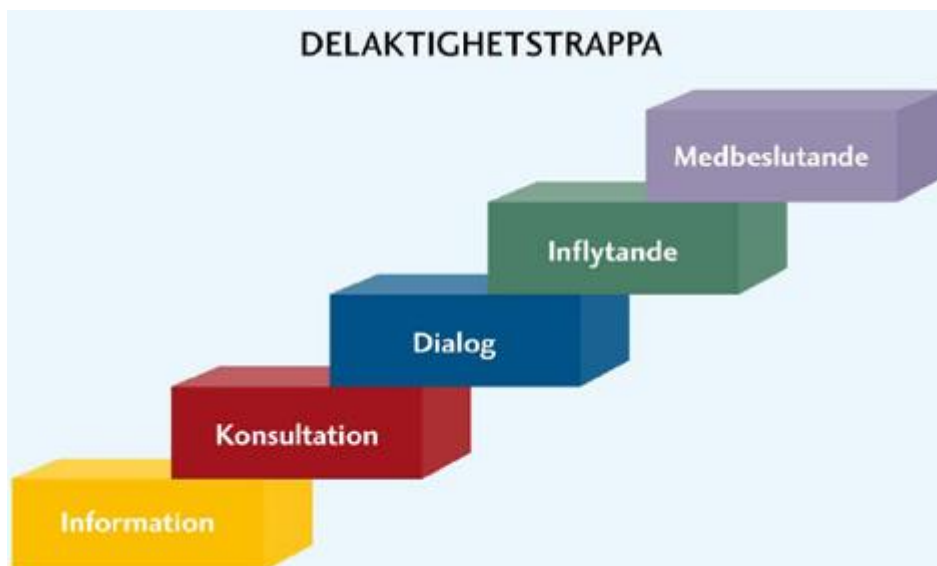 DELAKTIGHETSTRAPPA
Medbeslutande
Inflytande
Dialog
Konsultation
Information